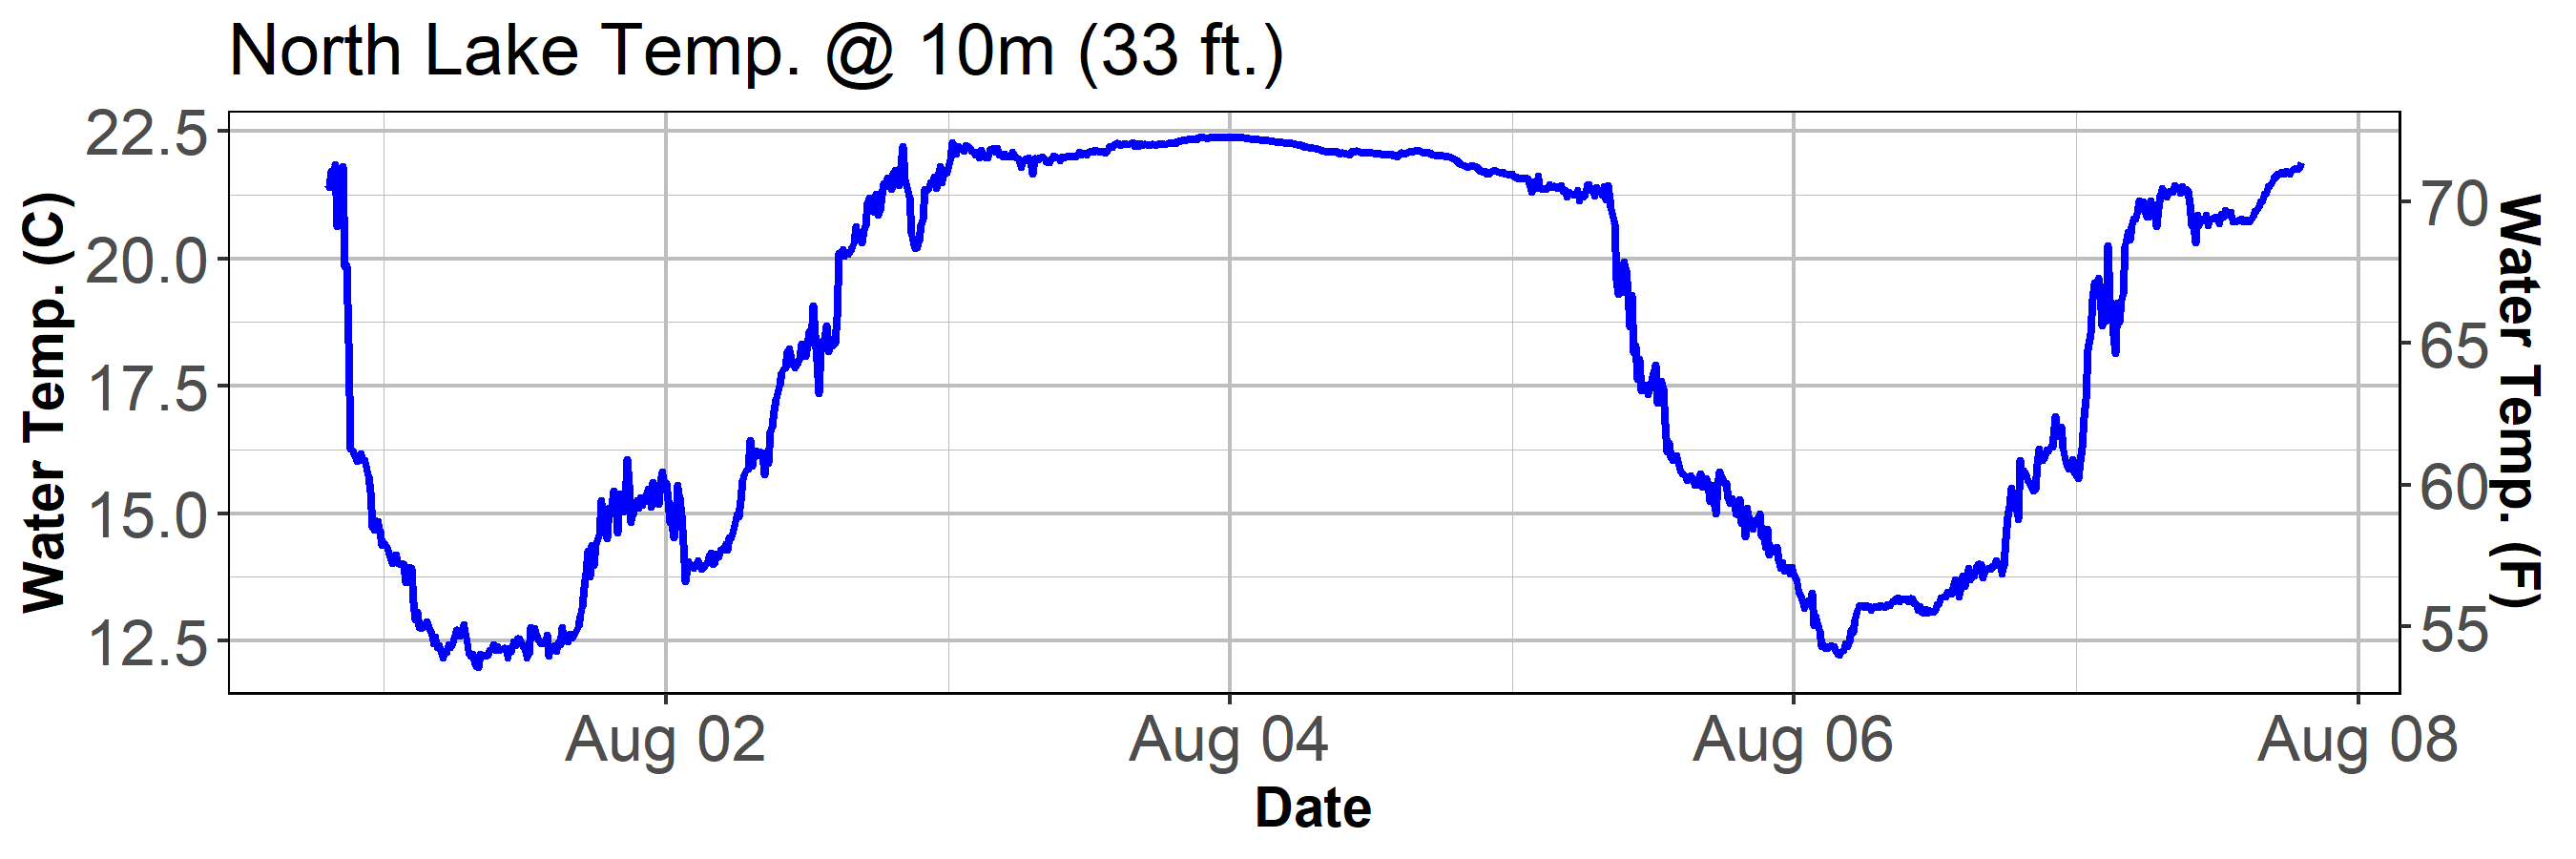 North Lake Temp. @ 10m (33 ft.)
Water Temp. (C)
22.5
20.0
17.5
15.0
12.5
70
65
60
55
Water Temp. (F)
Aug 02 Aug 04 Aug 06 Aug 08
Date